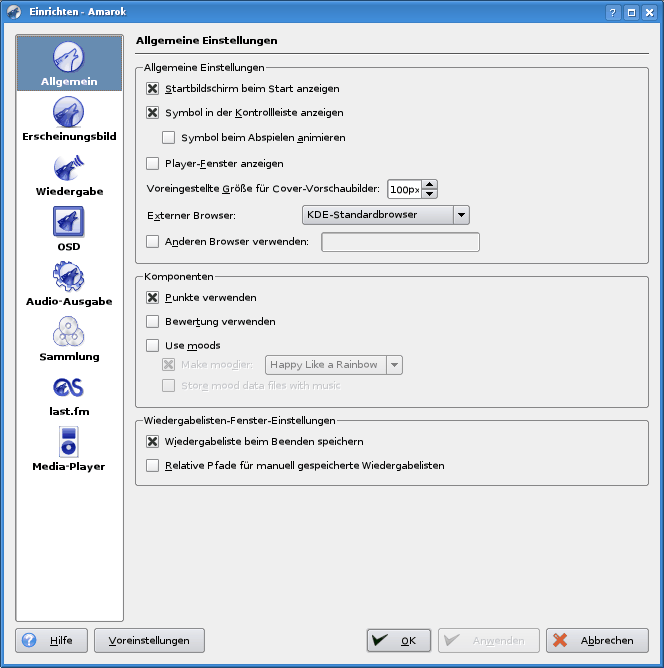 Einrichten - Amarok
Allgemein
Erscheinungsbild
Wiedergabe
OSD
Audio-Ausgabe
Sammlung
last.fm
Media-Player
Allgemeine Einstellungen
Allgemeine Einstellungen
Startbildschirm beim Start anzeigen
Symbol in der Kontrollleiste anzeigen
Symbol beim Abspielen animieren
Player-Fenster anzeigen
Voreingestellte Größe für Cover-Vorschaubilder: 100px
Externer Browser: KDE-Standardbrowser
Anderen Browser verwenden:
Komponenten
Punkte verwenden
Bewertung verwenden
Use moods
Make moodier: Happy Like a Rainbow
Store mood data files with music
Wiedergabelisten-Fenster-Einstellungen
Wiedergabeliste beim Beenden speichern
Relative Pfade für manuell gespeicherte Wiedergabelisten
Hilfe Voreinstellungen OK Anwenden Abbrechen